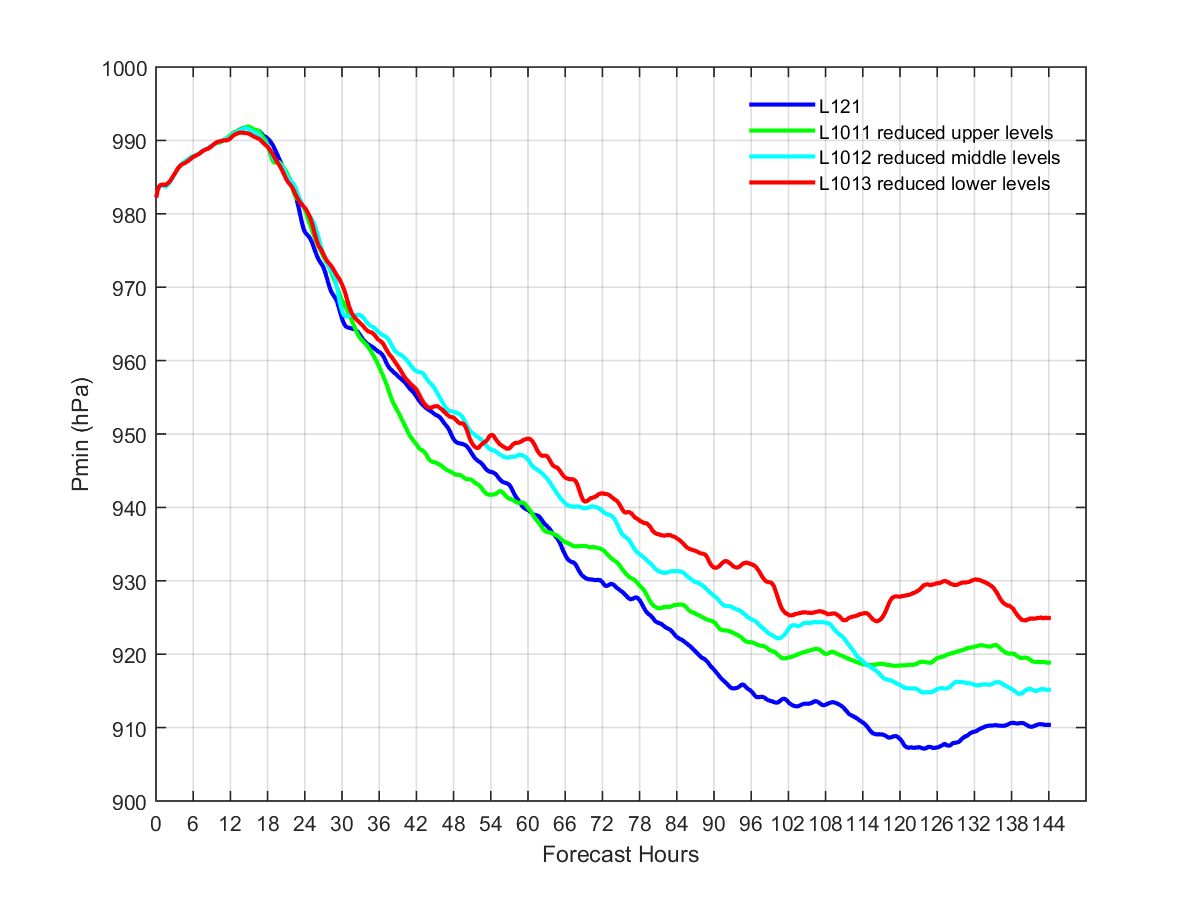 1000
990
980
970
960
950
940
930
920
910
900
Pmin (hPa)
L121
L1011 reduced upper levels
L1012 reduced middle levels
L1013 reduced lower levels
0 6 12 18 24 30 36 42 48 54 60 66 72 78 84 90 96 102 108 114 120 126 132 138 144
Forecast Hours